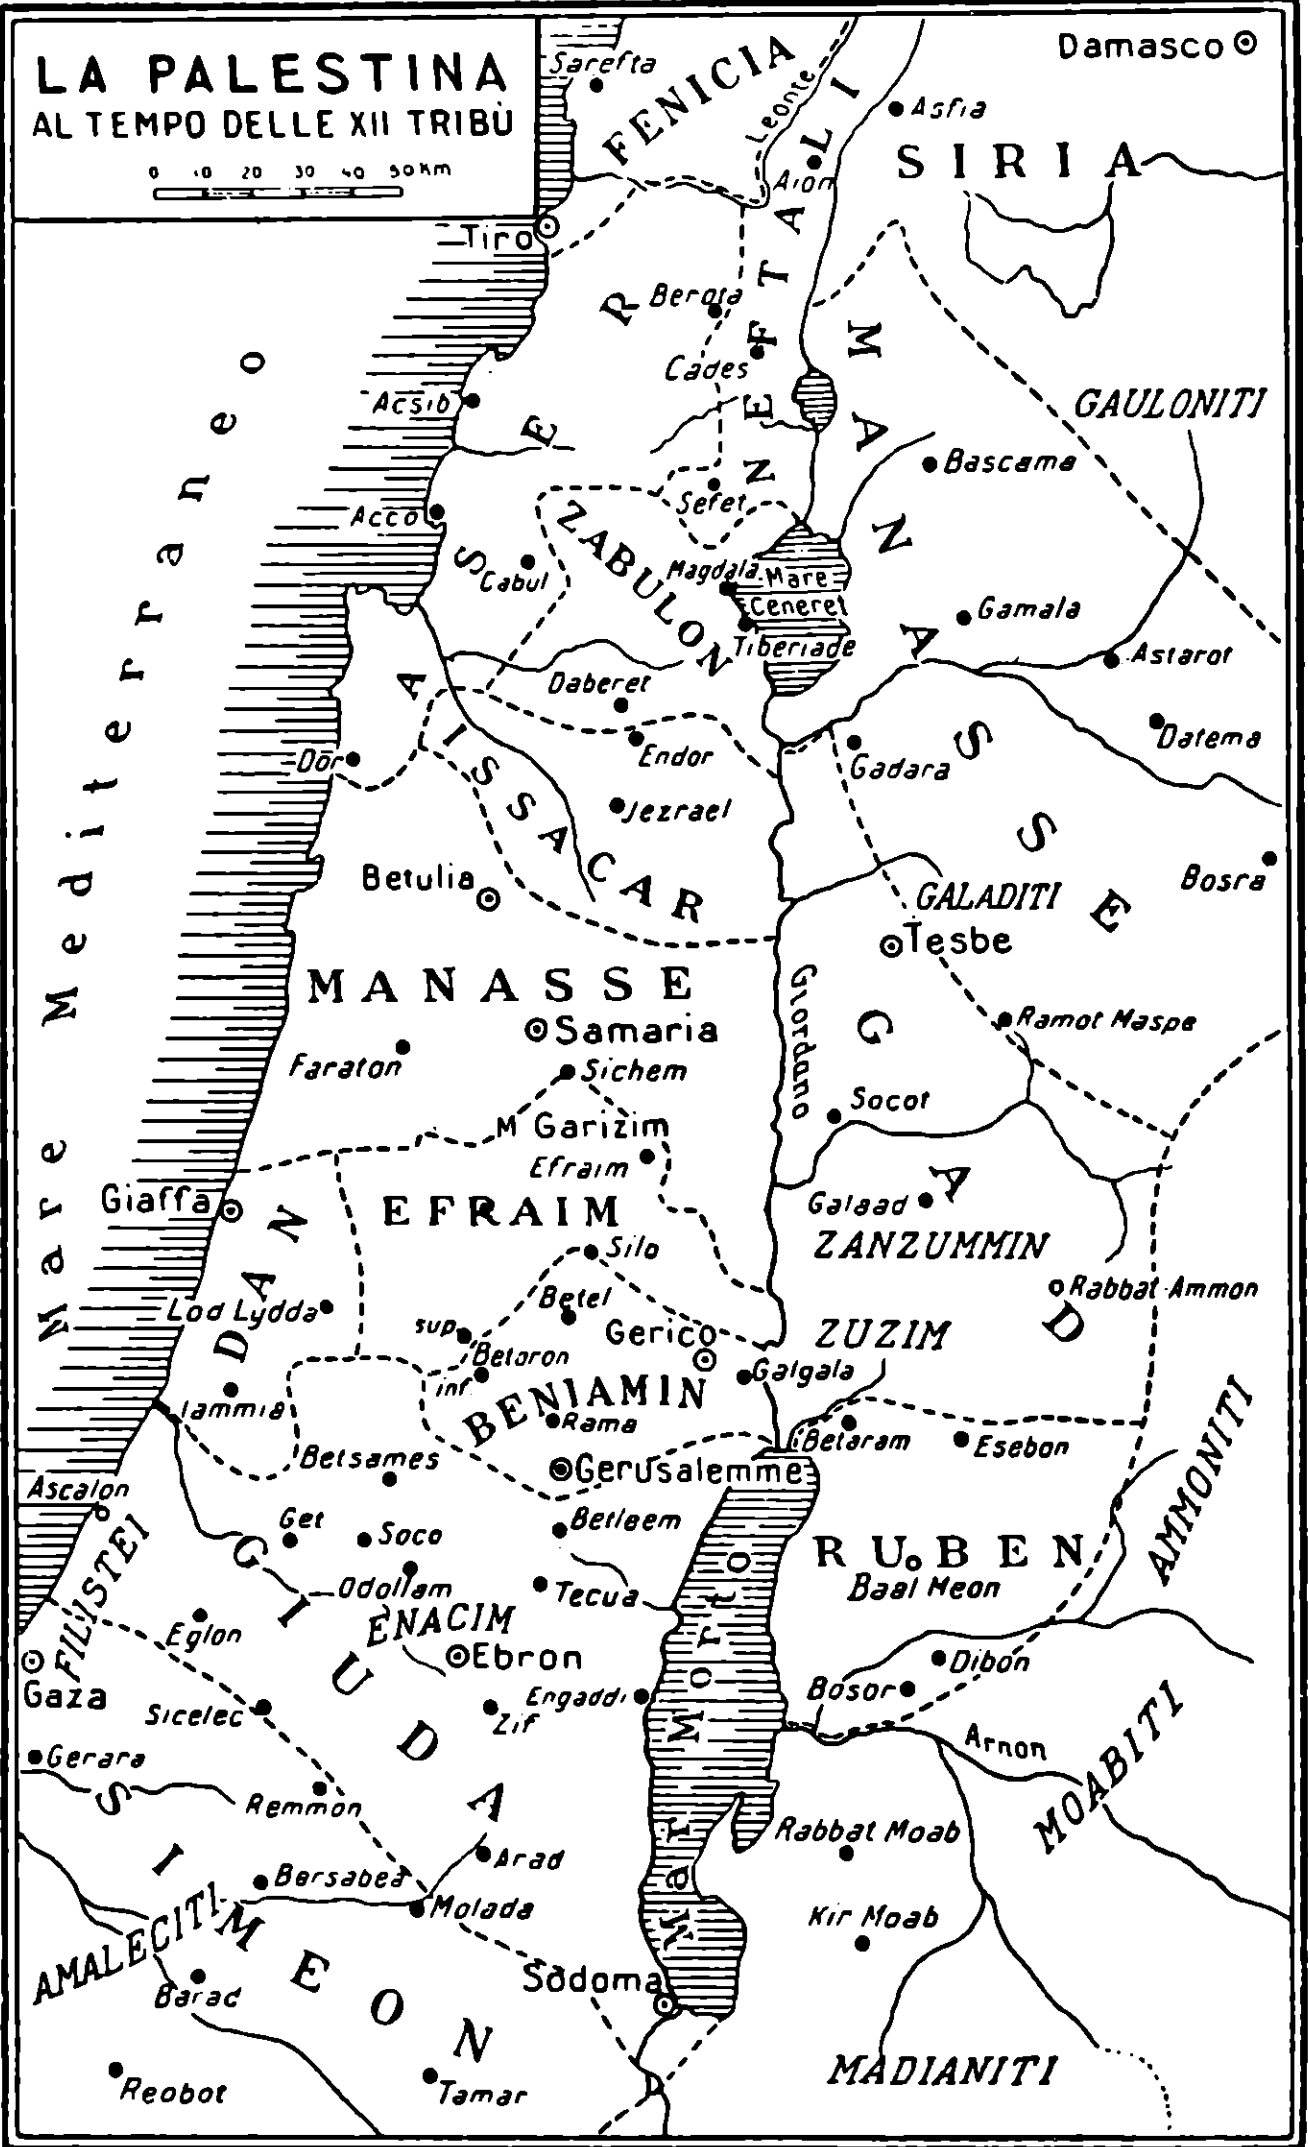 LA PALESTINA
AL TEMPO DELLE XII TRIBÙ
0 10 20 30 40 50 Km
Damasco
Sarefta
FENICIA
Leonte
Asfia
SIRIA
Aion
Tiro
NEFTALI
Berota
Cades
MANASSE
GAULONITI
Acsib
ASER
Bascama
Sefet
Acco
ZABULON
Cabul
Magdala
Mare
Ceneret
Gamala
Tiberiade
Astarot
Daberet
Datema
Dor
Endor
Gadara
ISSACAR
Jezrael
Betulia
Bosra
GALADITI
Tesbe
Mare Mediterraneo
MANASSE
Giordano
Samaria
Ramot Maspe
Faraton
Sichem
GAD
Socot
M Garizim
Efraim
Giaffa
EFRAIM
Galaad
ZANZUMMIN
DAN
Silo
Rabbat-Ammon
Lod Lydda
Betel
sup.
Gerico
ZUZIM
Betoron
inf.
Galgala
Iammia
BENIAMIN
Rama
Betaram
Esebon
Betsames
Gerusalemme
AMMONITI
Ascalon
Get
Soco
Betleem
RUBEN
Baal Meon
FILISTEI
GIUDA
Odollam
Tecua
Eglon
ENACIM
Ebron
Dibon
Gaza
Sicelec
Zif
Engaddi
Bosor
Mar Morto
Gerara
Arnon
MOABITI
Remmon
SIMEON
Rabbat Moab
Arad
Bersabea
Molada
Kir Moab
AMALECITI
Barad
Sodoma
MADIANITI
Reobot
Tamar